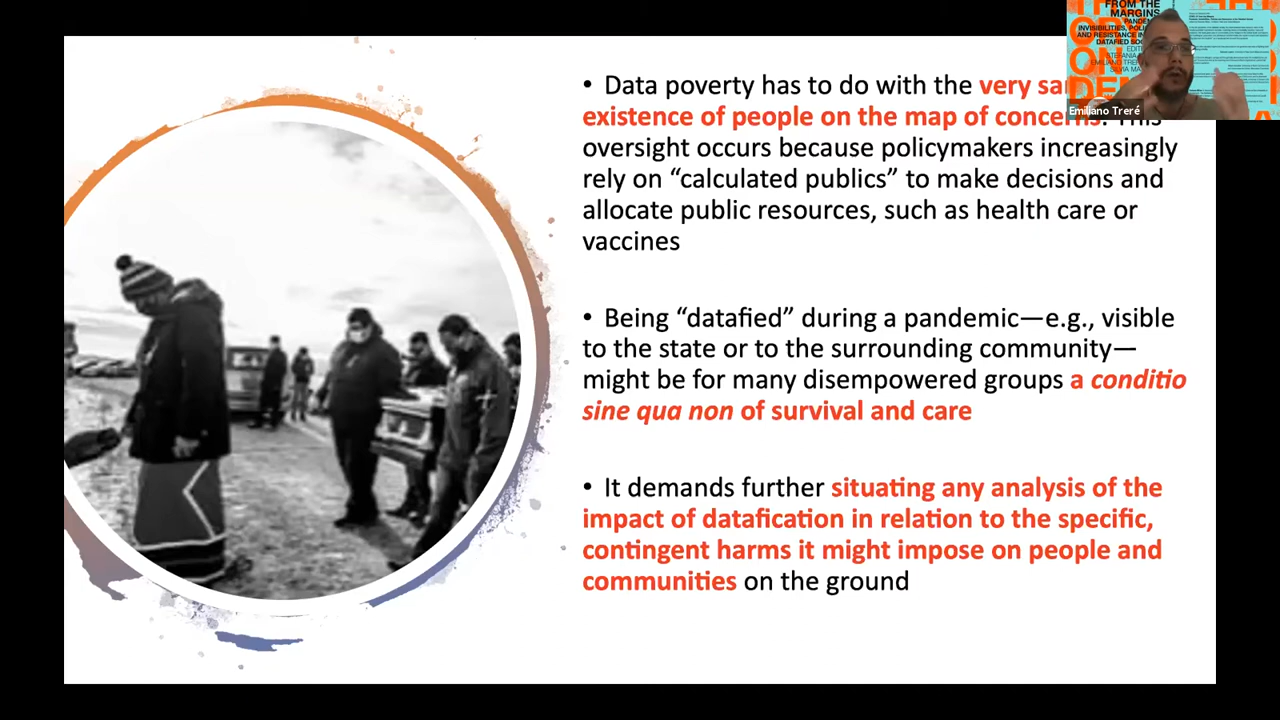 FROM THE
MARGINS
INVISIBILITIES,
AND RESISTANCE
Emiliano Treré
• Data poverty has to do with the very
existence of people on the map of concerns. This
oversight occurs because policymakers increasingly
rely on “calculated publics” to make decisions and
allocate public resources, such as health care or
vaccines
• Being “datafied” during a pandemic—e.g., visible
to the state or to the surrounding community—
might be for many disempowered groups a conditio
sine qua non of survival and care
• It demands further situating any analysis of the
impact of datafication in relation to the specific,
contingent harms it might impose on people and
communities on the ground